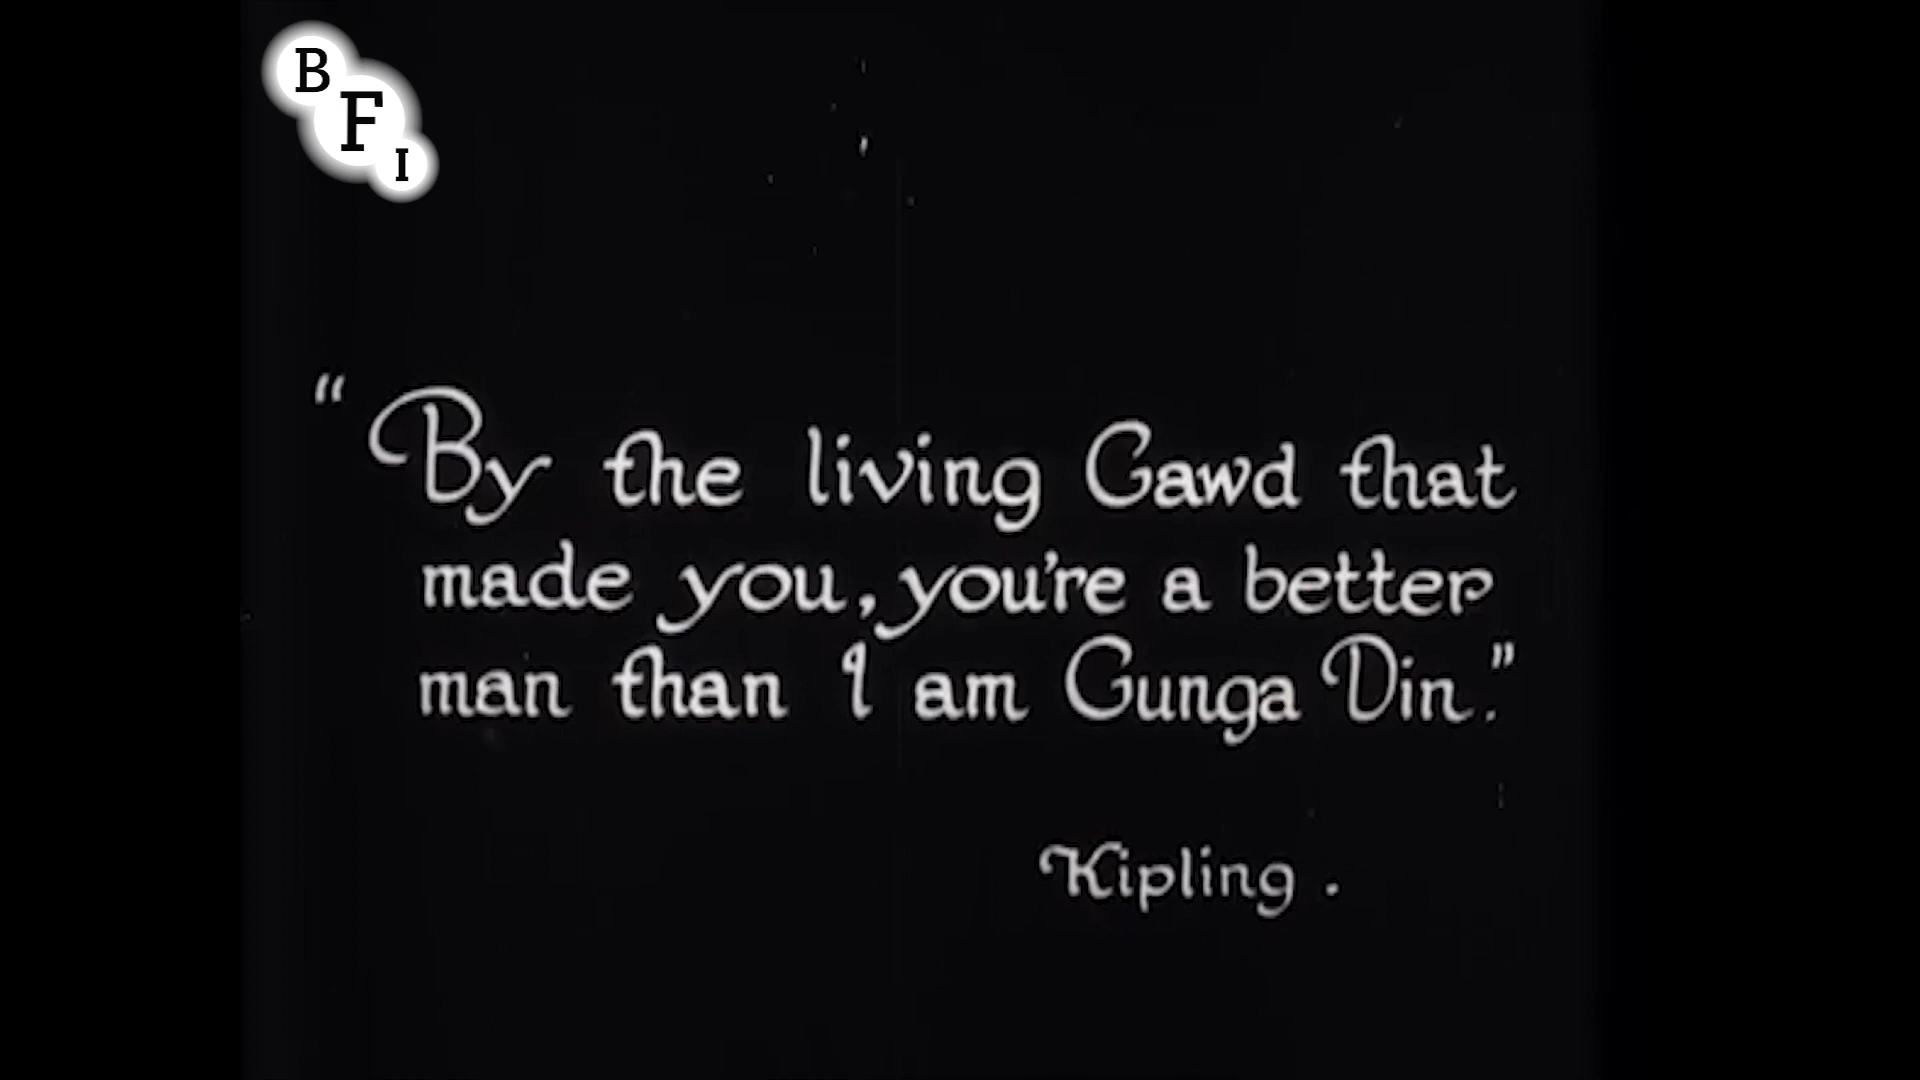 BFI
“By the living Gawd that
made you, you're a better
man than I am Gunga Din.”
Kipling.